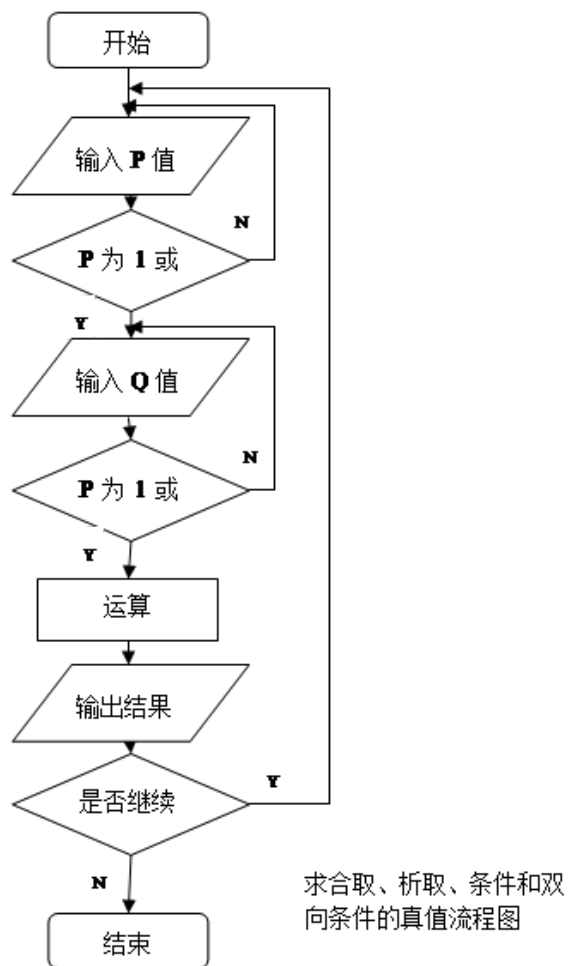 开始
输入 P 值
P 为 1 或
N
Y
输入 Q 值
P 为 1 或
N
Y
运算
输出结果
是否继续
Y
N
结束
求合取、析取、条件和双
向条件的真值流程图